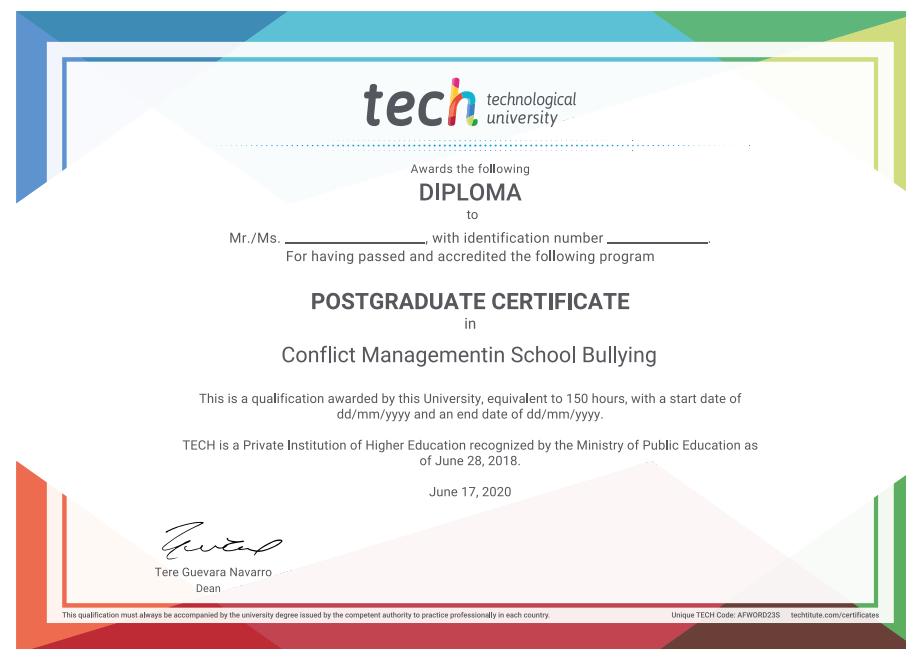 tech technological
university
Awards the following
DIPLOMA
to
Mr./Ms. ____________________, with identification number ______________.
For having passed and accredited the following program
POSTGRADUATE CERTIFICATE
in
Conflict Managementin School Bullying
This is a qualification awarded by this University, equivalent to 150 hours, with a start date of
dd/mm/yyyy and an end date of dd/mm/yyyy.
TECH is a Private Institution of Higher Education recognized by the Ministry of Public Education as
of June 28, 2018.
June 17, 2020
Tere Guevara Navarro
Dean
This qualification must always be accompanied by the university degree issued by the competent authority to practice professionally in each country. Unique TECH Code: AFWORD23S techtitute.com/certificates